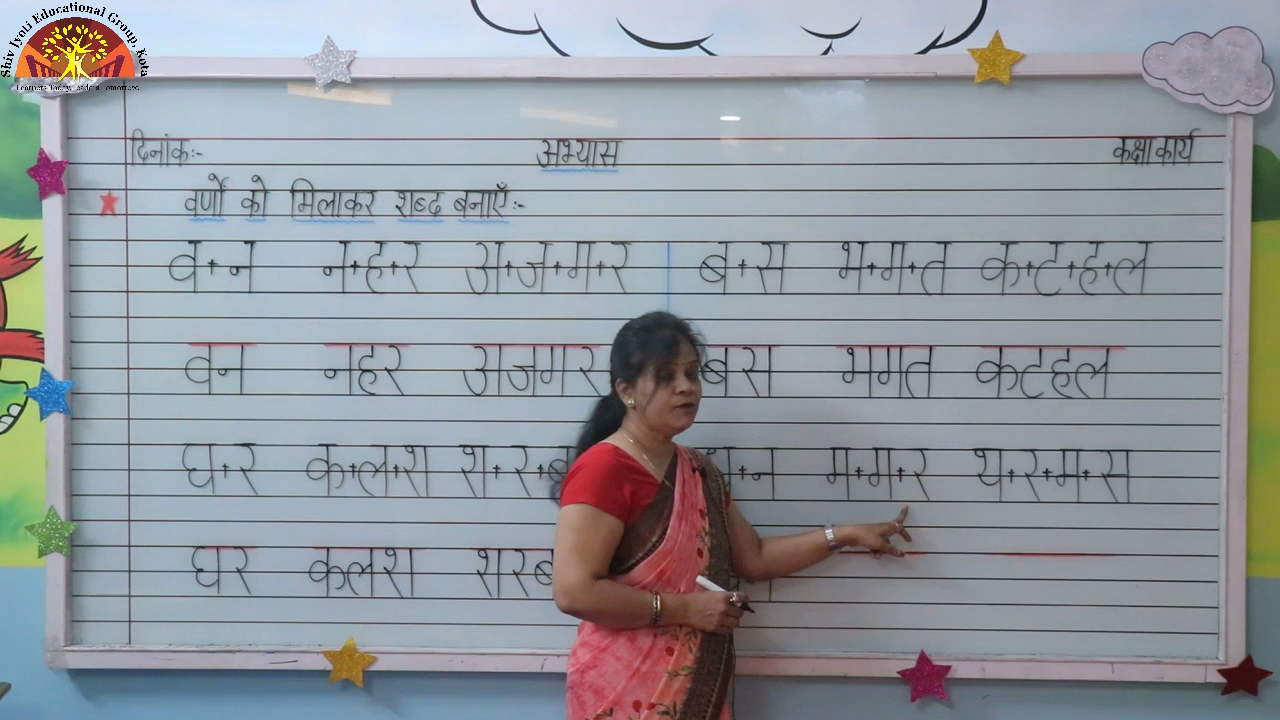 Shiv Jyoti Educational Group, Kota
दिनांकः- अभ्यास कक्षा कार्य
वर्णों को मिलाकर शब्द बनाएँः-
व+न न+ह+र अ+ज+ग+र ब+स भ+ग+त क+ट+ह+ल
वन नहर अजगर बस भगत कटहल
घ+र क+ल+श श+र+ब +न म+ग+र थ+र+म+स
घर कलश शरब